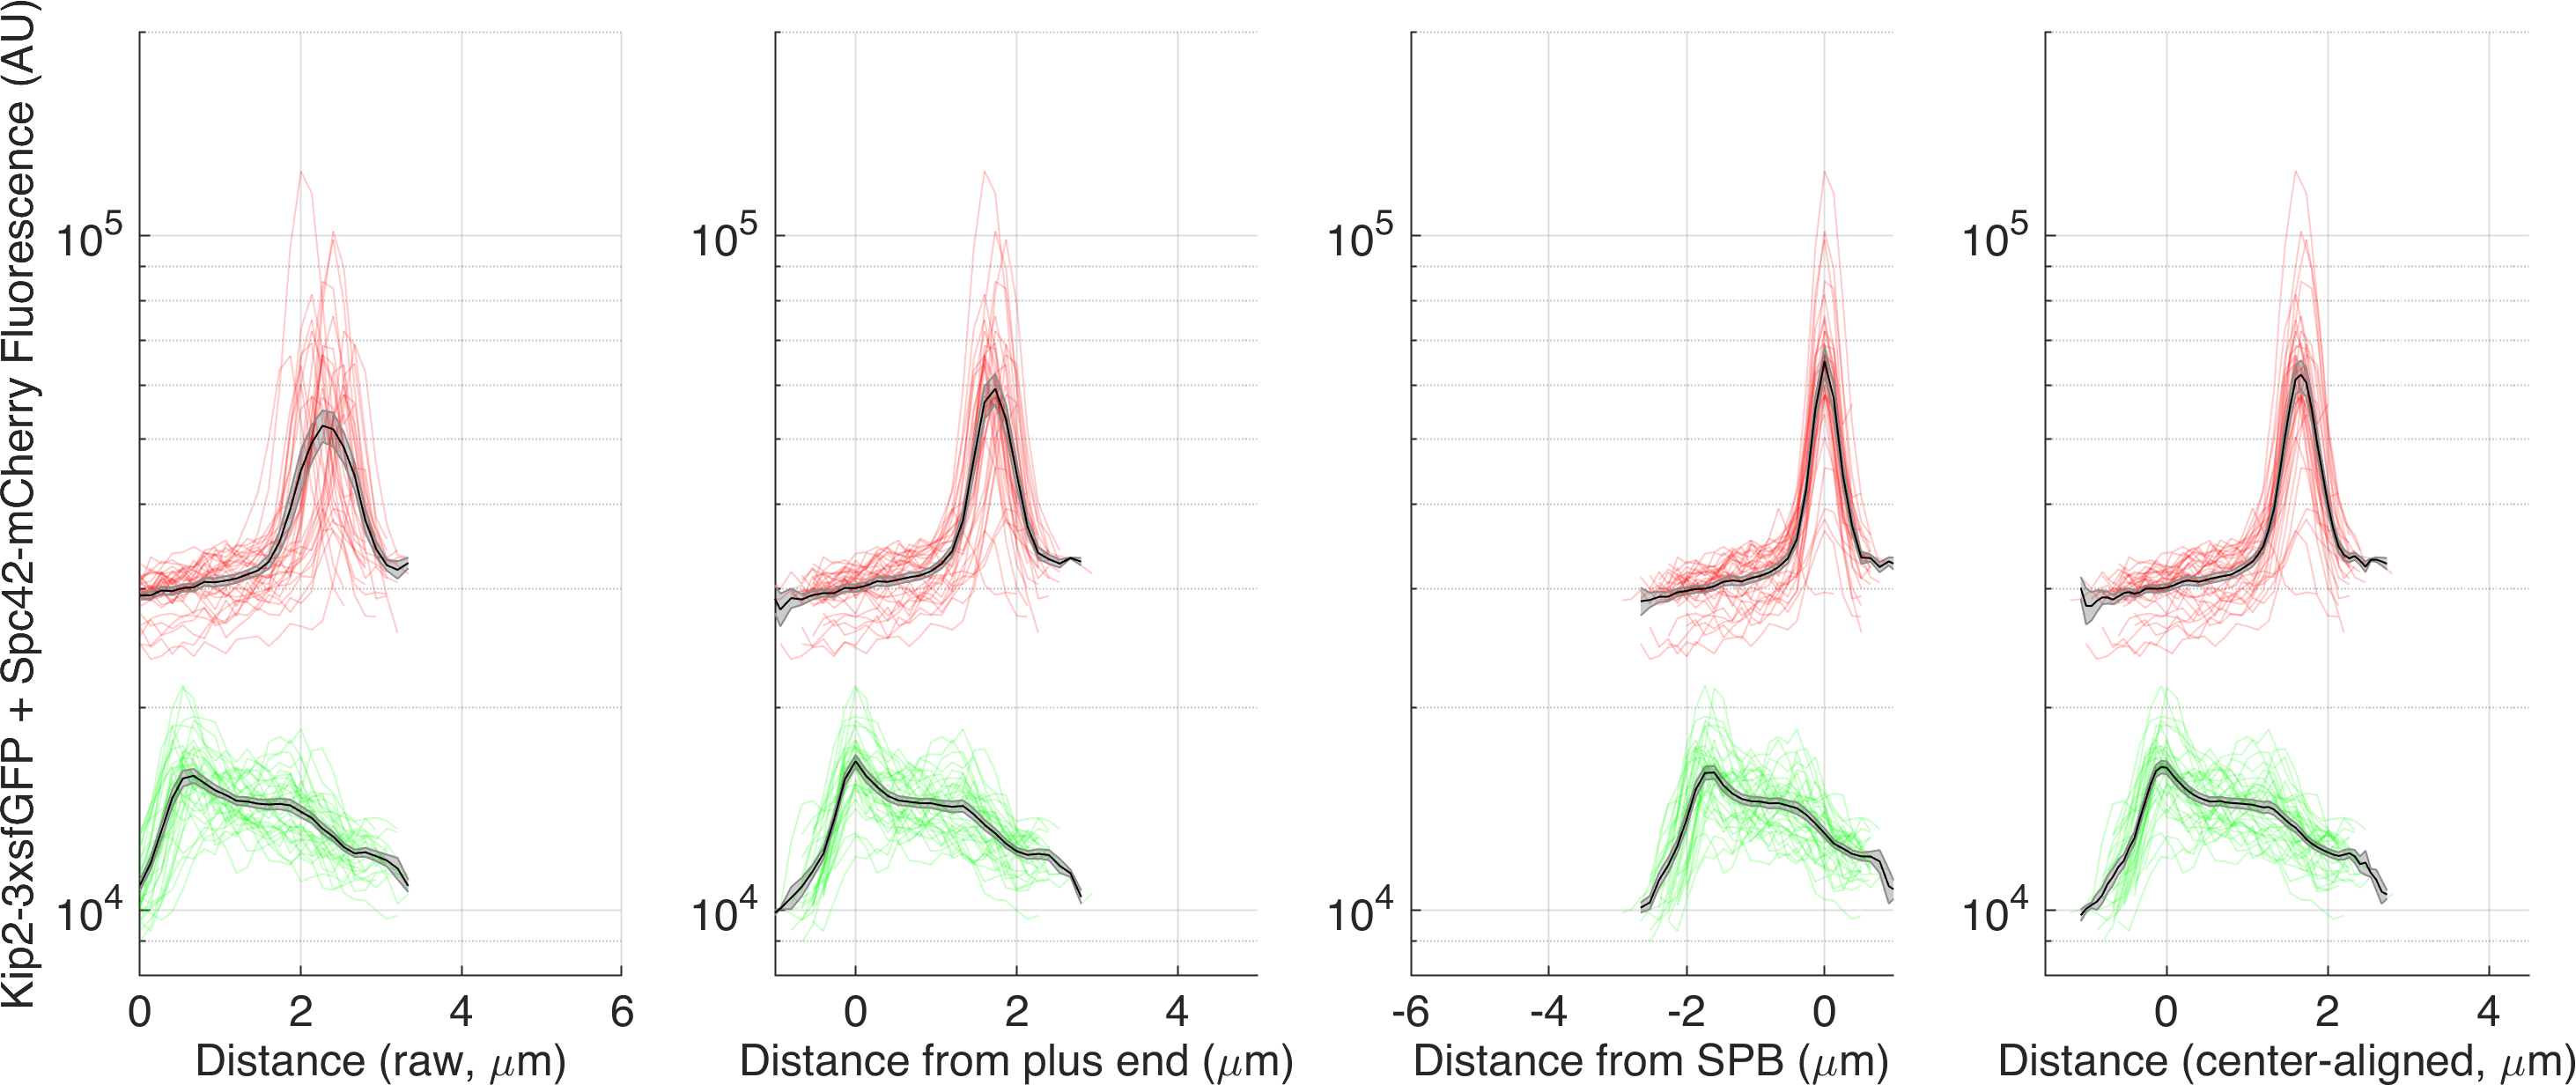 Kip2-3xsfGFP + Spc42-mCherry Fluorescence (AU)
10^5
10^4
0 2 4 6
Distance (raw, μm)
10^5
10^4
0 2 4
Distance from plus end (μm)
10^5
10^4
-6 -4 -2 0
Distance from SPB (μm)
10^5
10^4
0 2 4
Distance (center-aligned, μm)